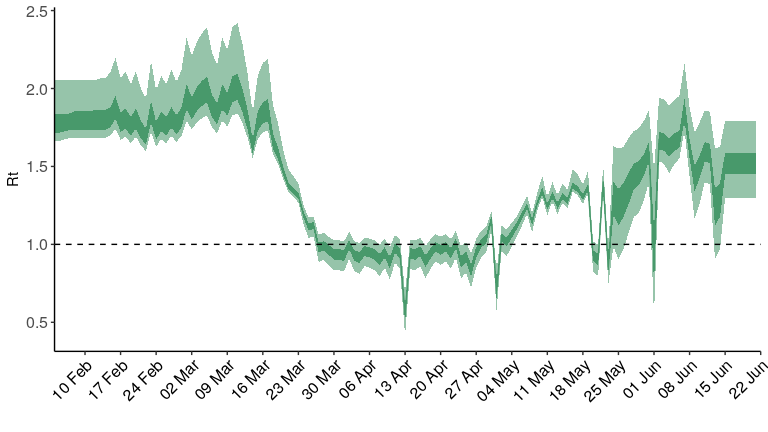 2.5
2.0
1.5
1.0
0.5
Rt
10 Feb
17 Feb
24 Feb
02 Mar
09 Mar
16 Mar
23 Mar
30 Mar
06 Apr
13 Apr
20 Apr
27 Apr
04 May
11 May
18 May
25 May
01 Jun
08 Jun
15 Jun
22 Jun